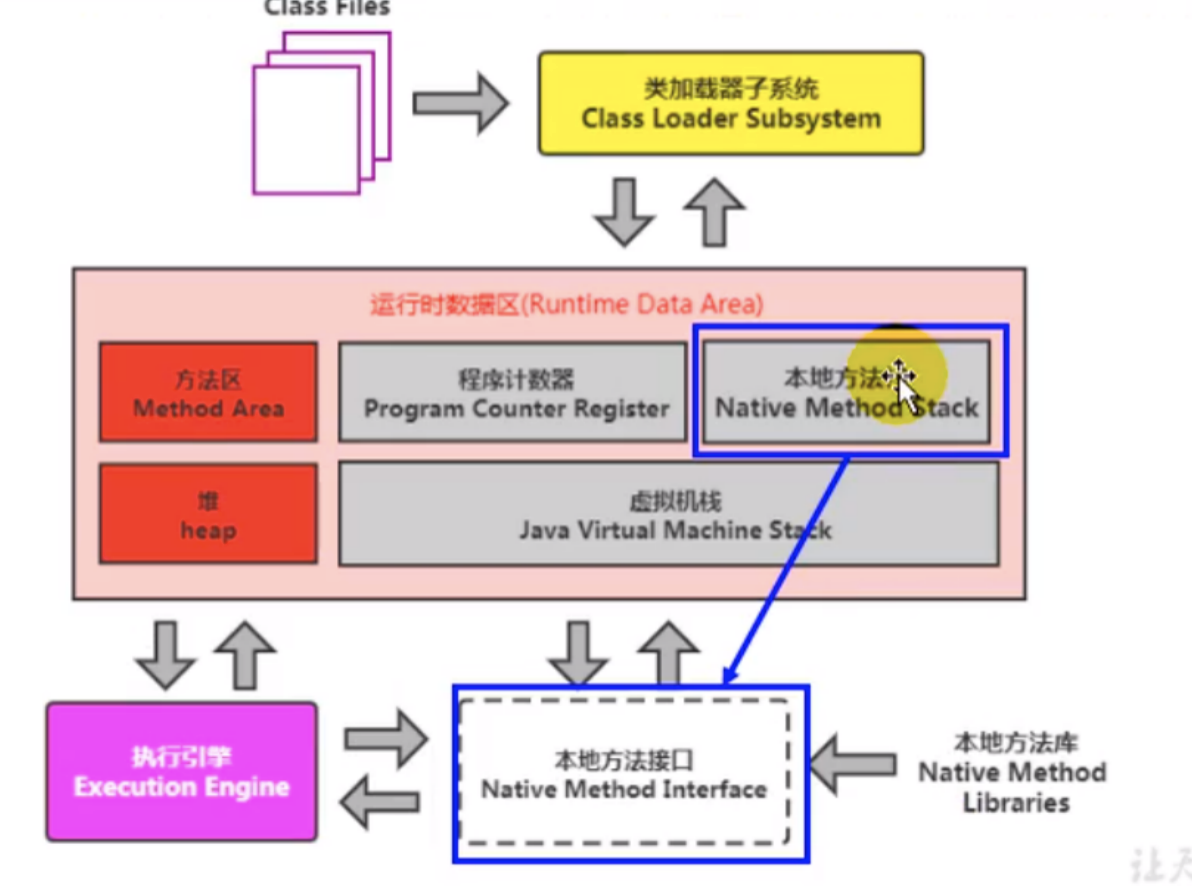 Class Files
类加载器子系统
Class Loader Subsystem
运行时数据区(Runtime Data Area)
方法区
Method Area
程序计数器
Program Counter Register
本地方法
Native Method Stack
堆
heap
虚拟机栈
Java Virtual Machine Stack
执行引擎
Execution Engine
本地方法接口
Native Method Interface
本地方法库
Native Method
Libraries
让天